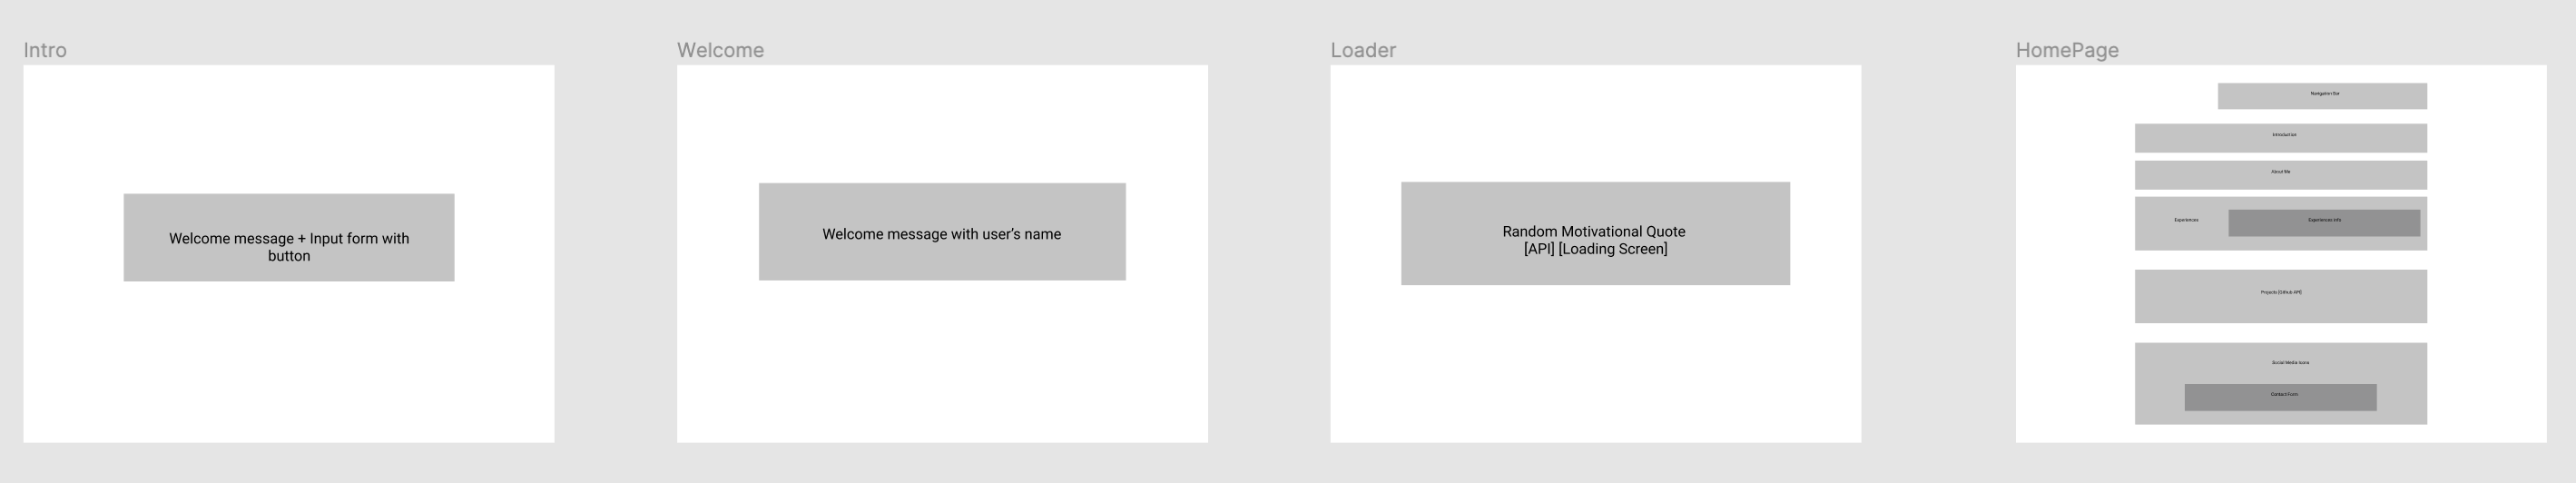 Intro
Welcome message + Input form with
button
Welcome
Welcome message with user's name
Loader
Random Motivational Quote
[API] [Loading Screen]
HomePage
Navigation Bar
Introduction
About Me
Experiences
Experiences info
Projects [Github API]
Social Media Icons
Contact Form